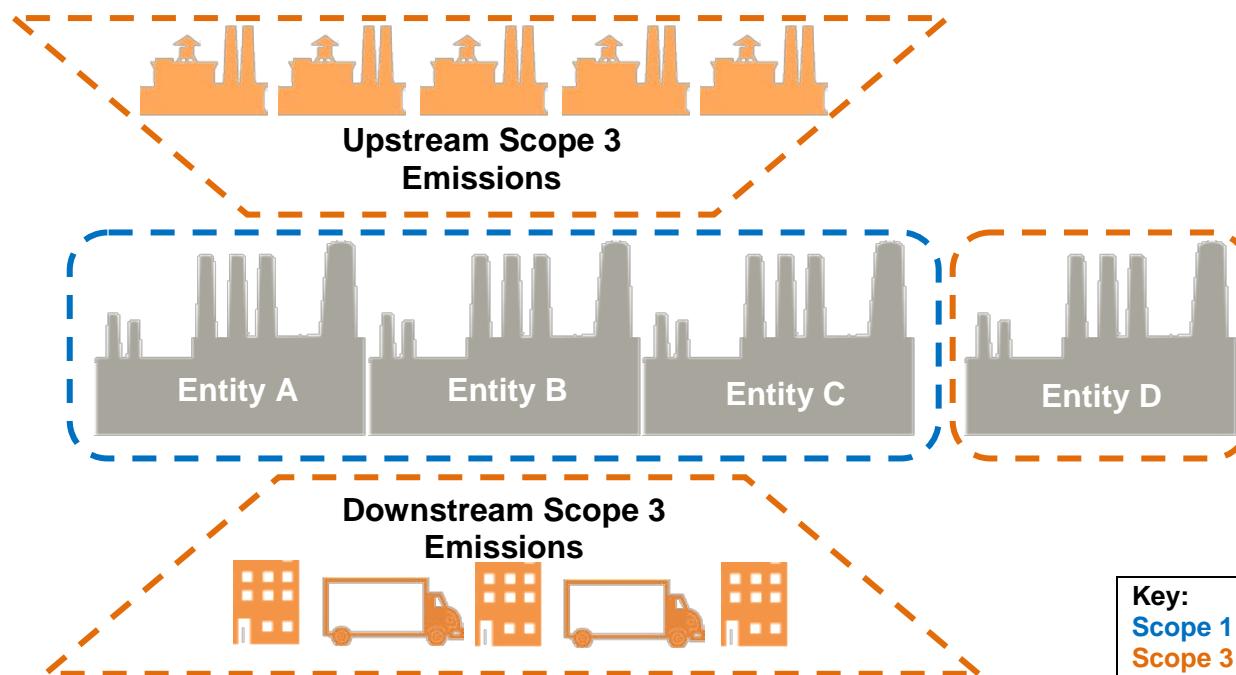 Upstream Scope 3
Emissions
Entity A
Entity B
Entity C
Entity D
Downstream Scope 3
Emissions
Key:
Scope 1
Scope 3